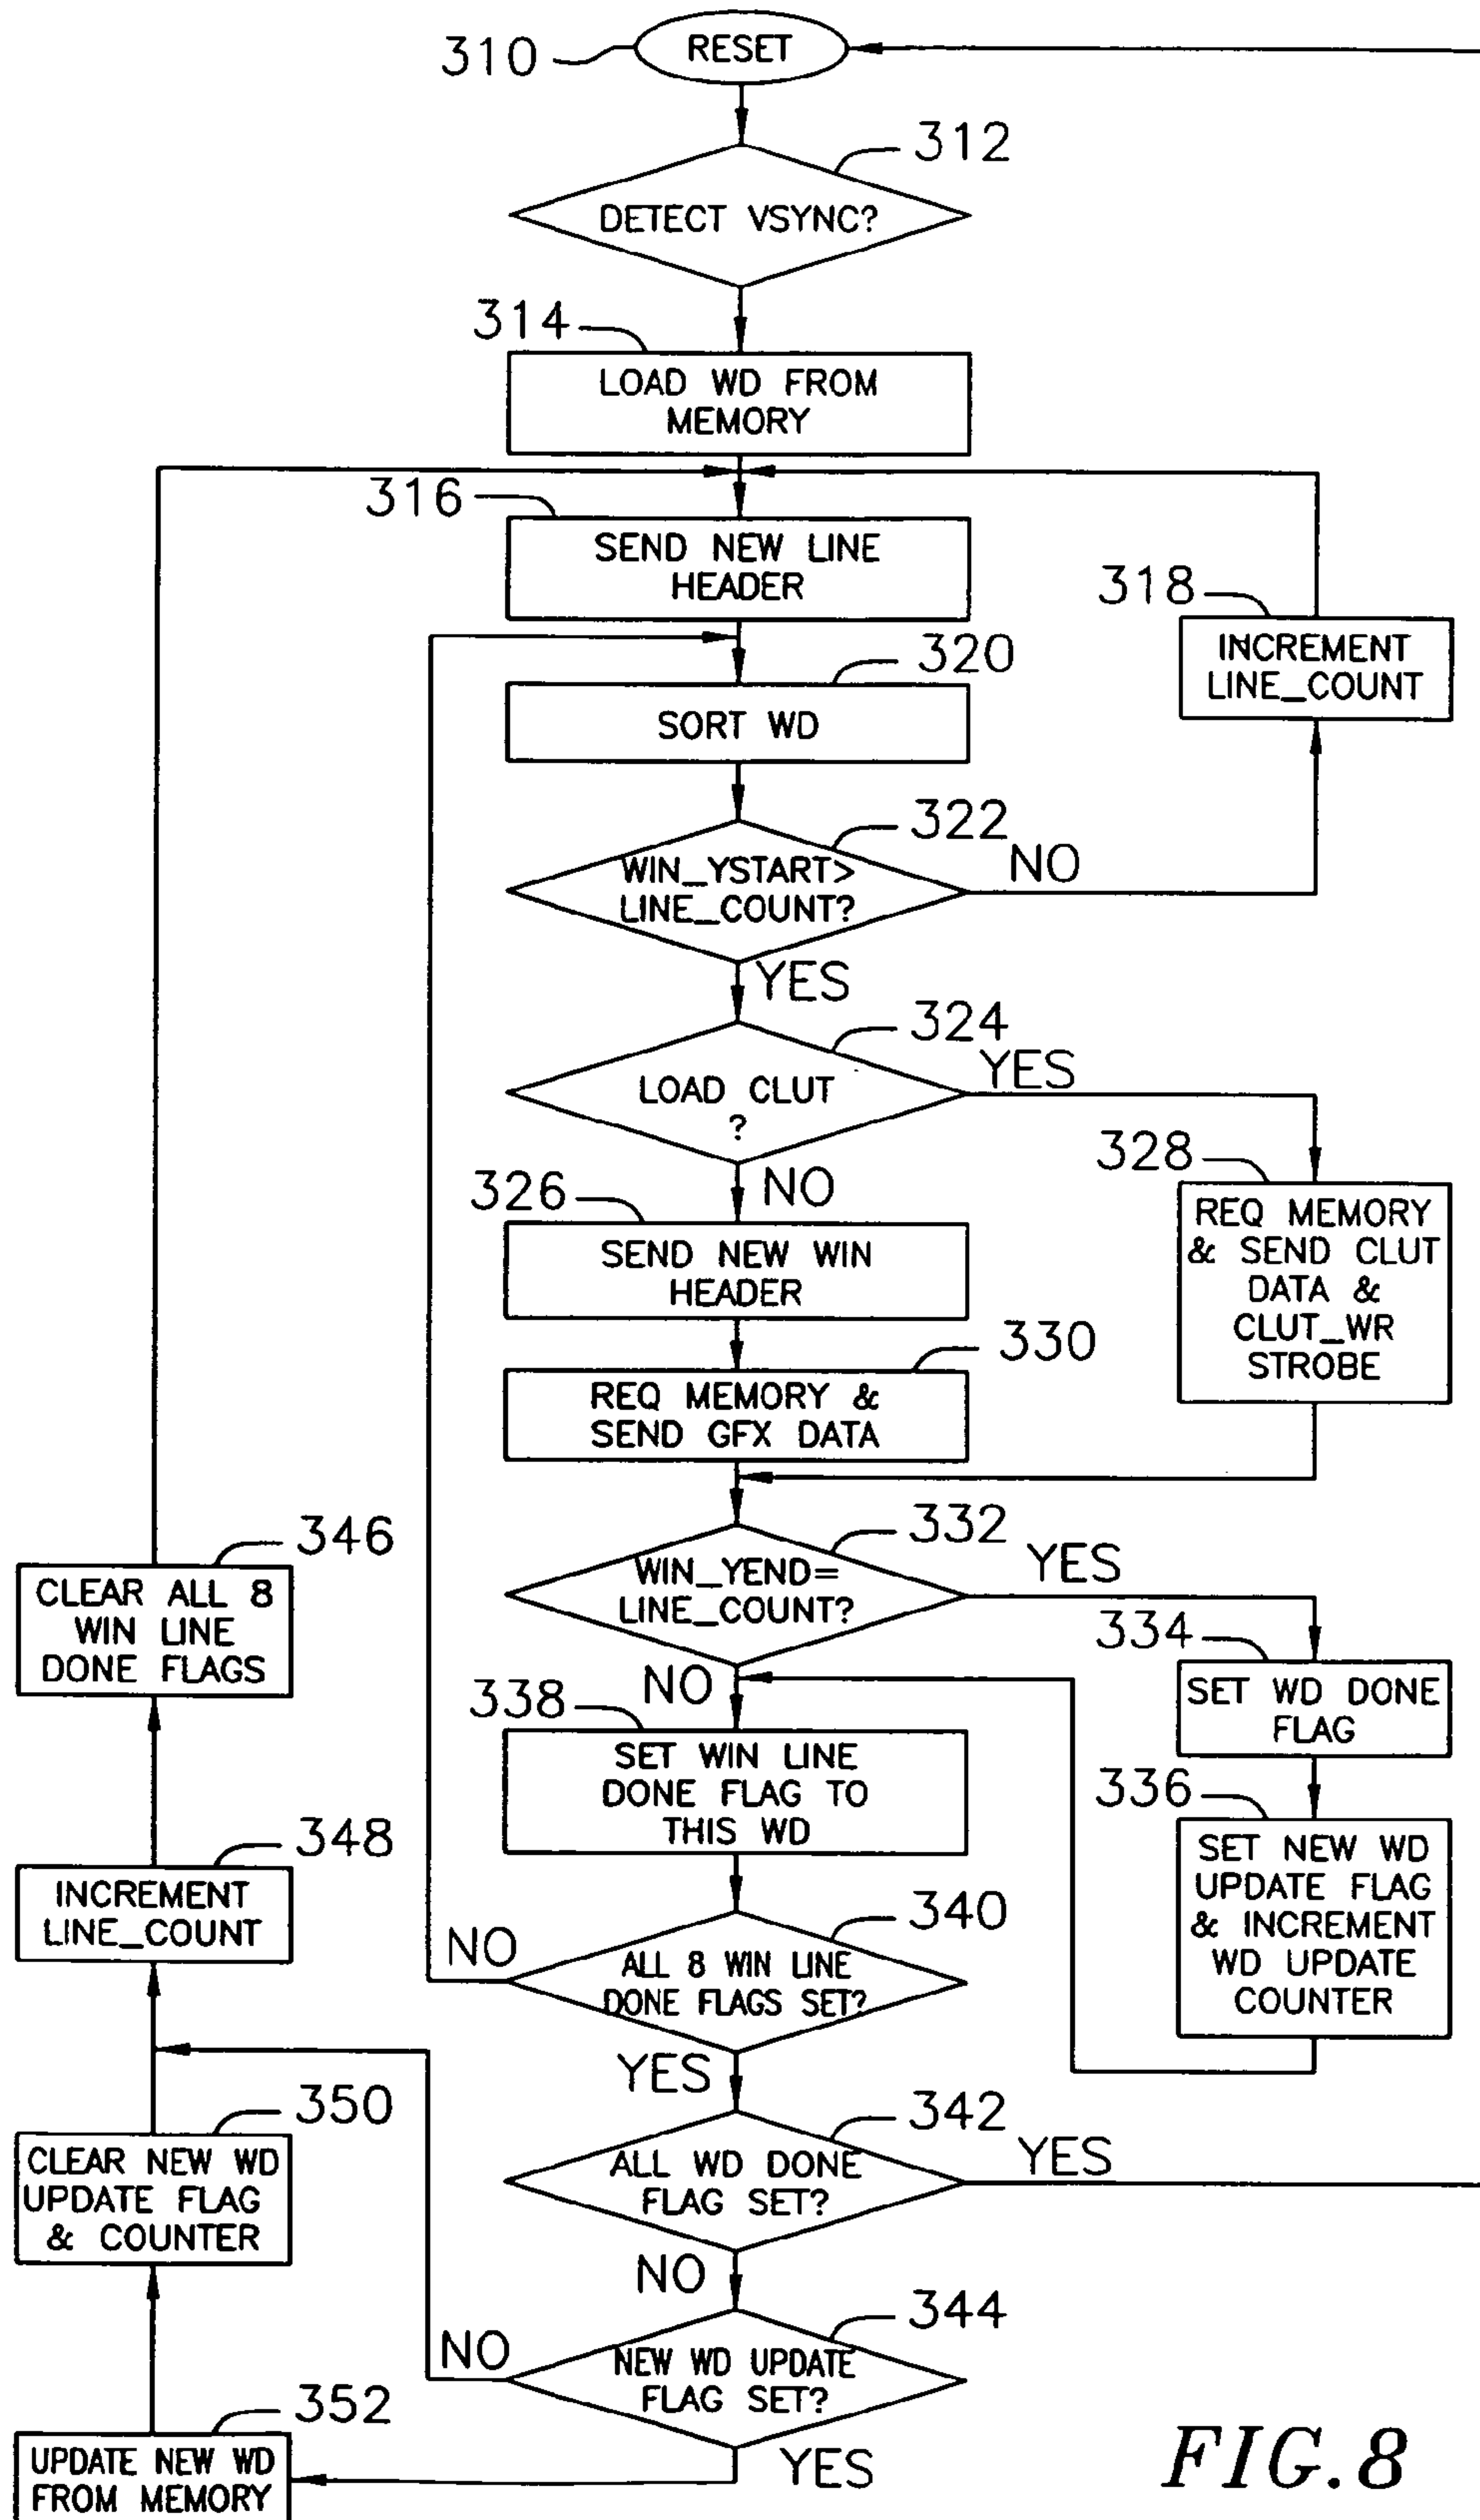 310
RESET
312
DETECT VSYNC?
314
LOAD WD FROM
MEMORY
316
SEND NEW LINE
HEADER
318
INCREMENT
LINE_COUNT
320
SORT WD
322
WIN_YSTART>
LINE_COUNT?
NO
YES
324
LOAD CLUT
?
YES
NO
326
SEND NEW WIN
HEADER
328
REQ MEMORY
& SEND CLUT
DATA &
CLUT_WR
STROBE
330
REQ MEMORY &
SEND GFX DATA
332
WIN_YEND=
LINE_COUNT?
YES
NO
334
SET WD DONE
FLAG
336
SET NEW WD
UPDATE FLAG
& INCREMENT
WD UPDATE
COUNTER
338
SET WIN LINE
DONE FLAG TO
THIS WD
340
ALL 8 WIN LINE
DONE FLAGS SET?
NO
YES
342
ALL WD DONE
FLAG SET?
YES
NO
344
NEW WD UPDATE
FLAG SET?
NO
YES
346
CLEAR ALL 8
WIN LINE
DONE FLAGS
348
INCREMENT
LINE_COUNT
350
CLEAR NEW WD
UPDATE FLAG
& COUNTER
352
UPDATE NEW WD
FROM MEMORY
FIG.8